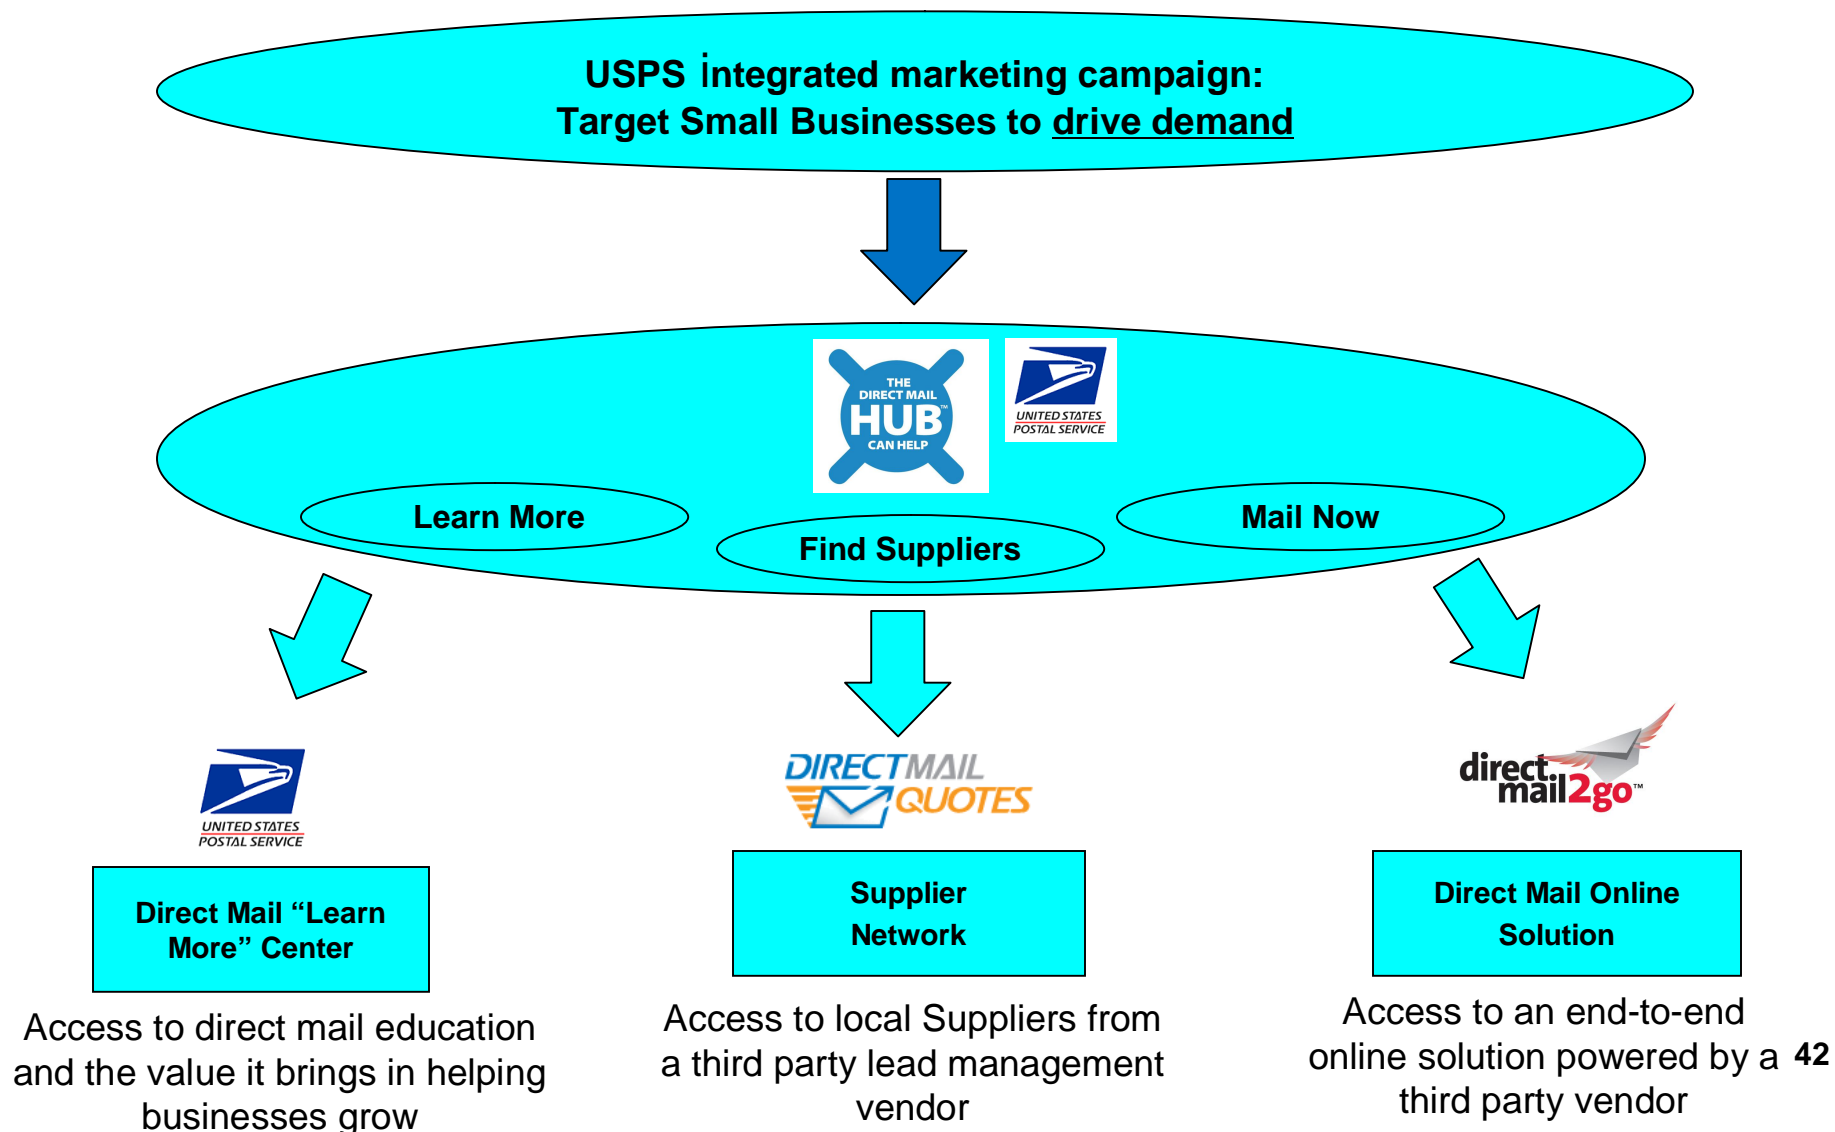 USPS integrated marketing campaign:
Target Small Businesses to drive demand
THE
DIRECT MAIL
HUB™
CAN HELP
UNITED STATES
POSTAL SERVICE
Learn More
Find Suppliers
Mail Now
UNITED STATES
POSTAL SERVICE
Direct Mail “Learn
More” Center
Access to direct mail education
and the value it brings in helping
businesses grow
DIRECTMAIL
QUOTES
Supplier
Network
Access to local Suppliers from
a third party lead management
vendor
direct
mail2go™
Direct Mail Online
Solution
Access to an end-to-end
online solution powered by a
third party vendor
42